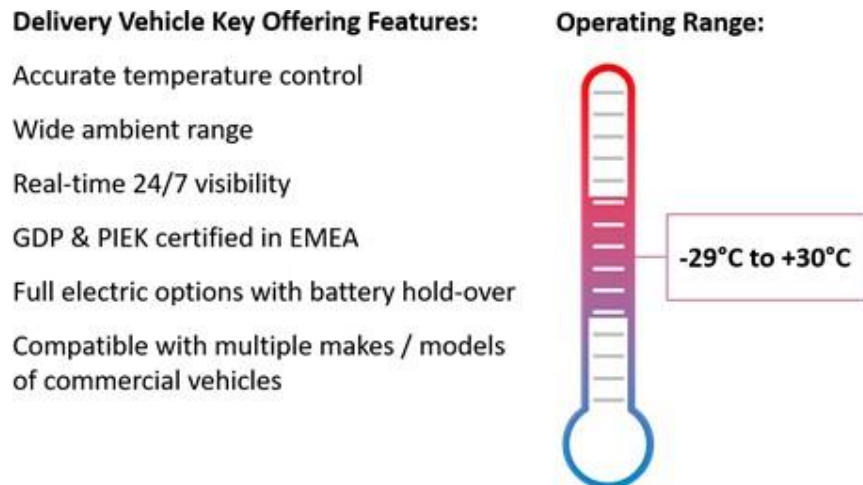 Delivery Vehicle Key Offering Features:
Accurate temperature control
Wide ambient range
Real-time 24/7 visibility
GDP & PIEK certified in EMEA
Full electric options with battery hold-over
Compatible with multiple makes / models
of commercial vehicles
Operating Range:
-29°C to +30°C